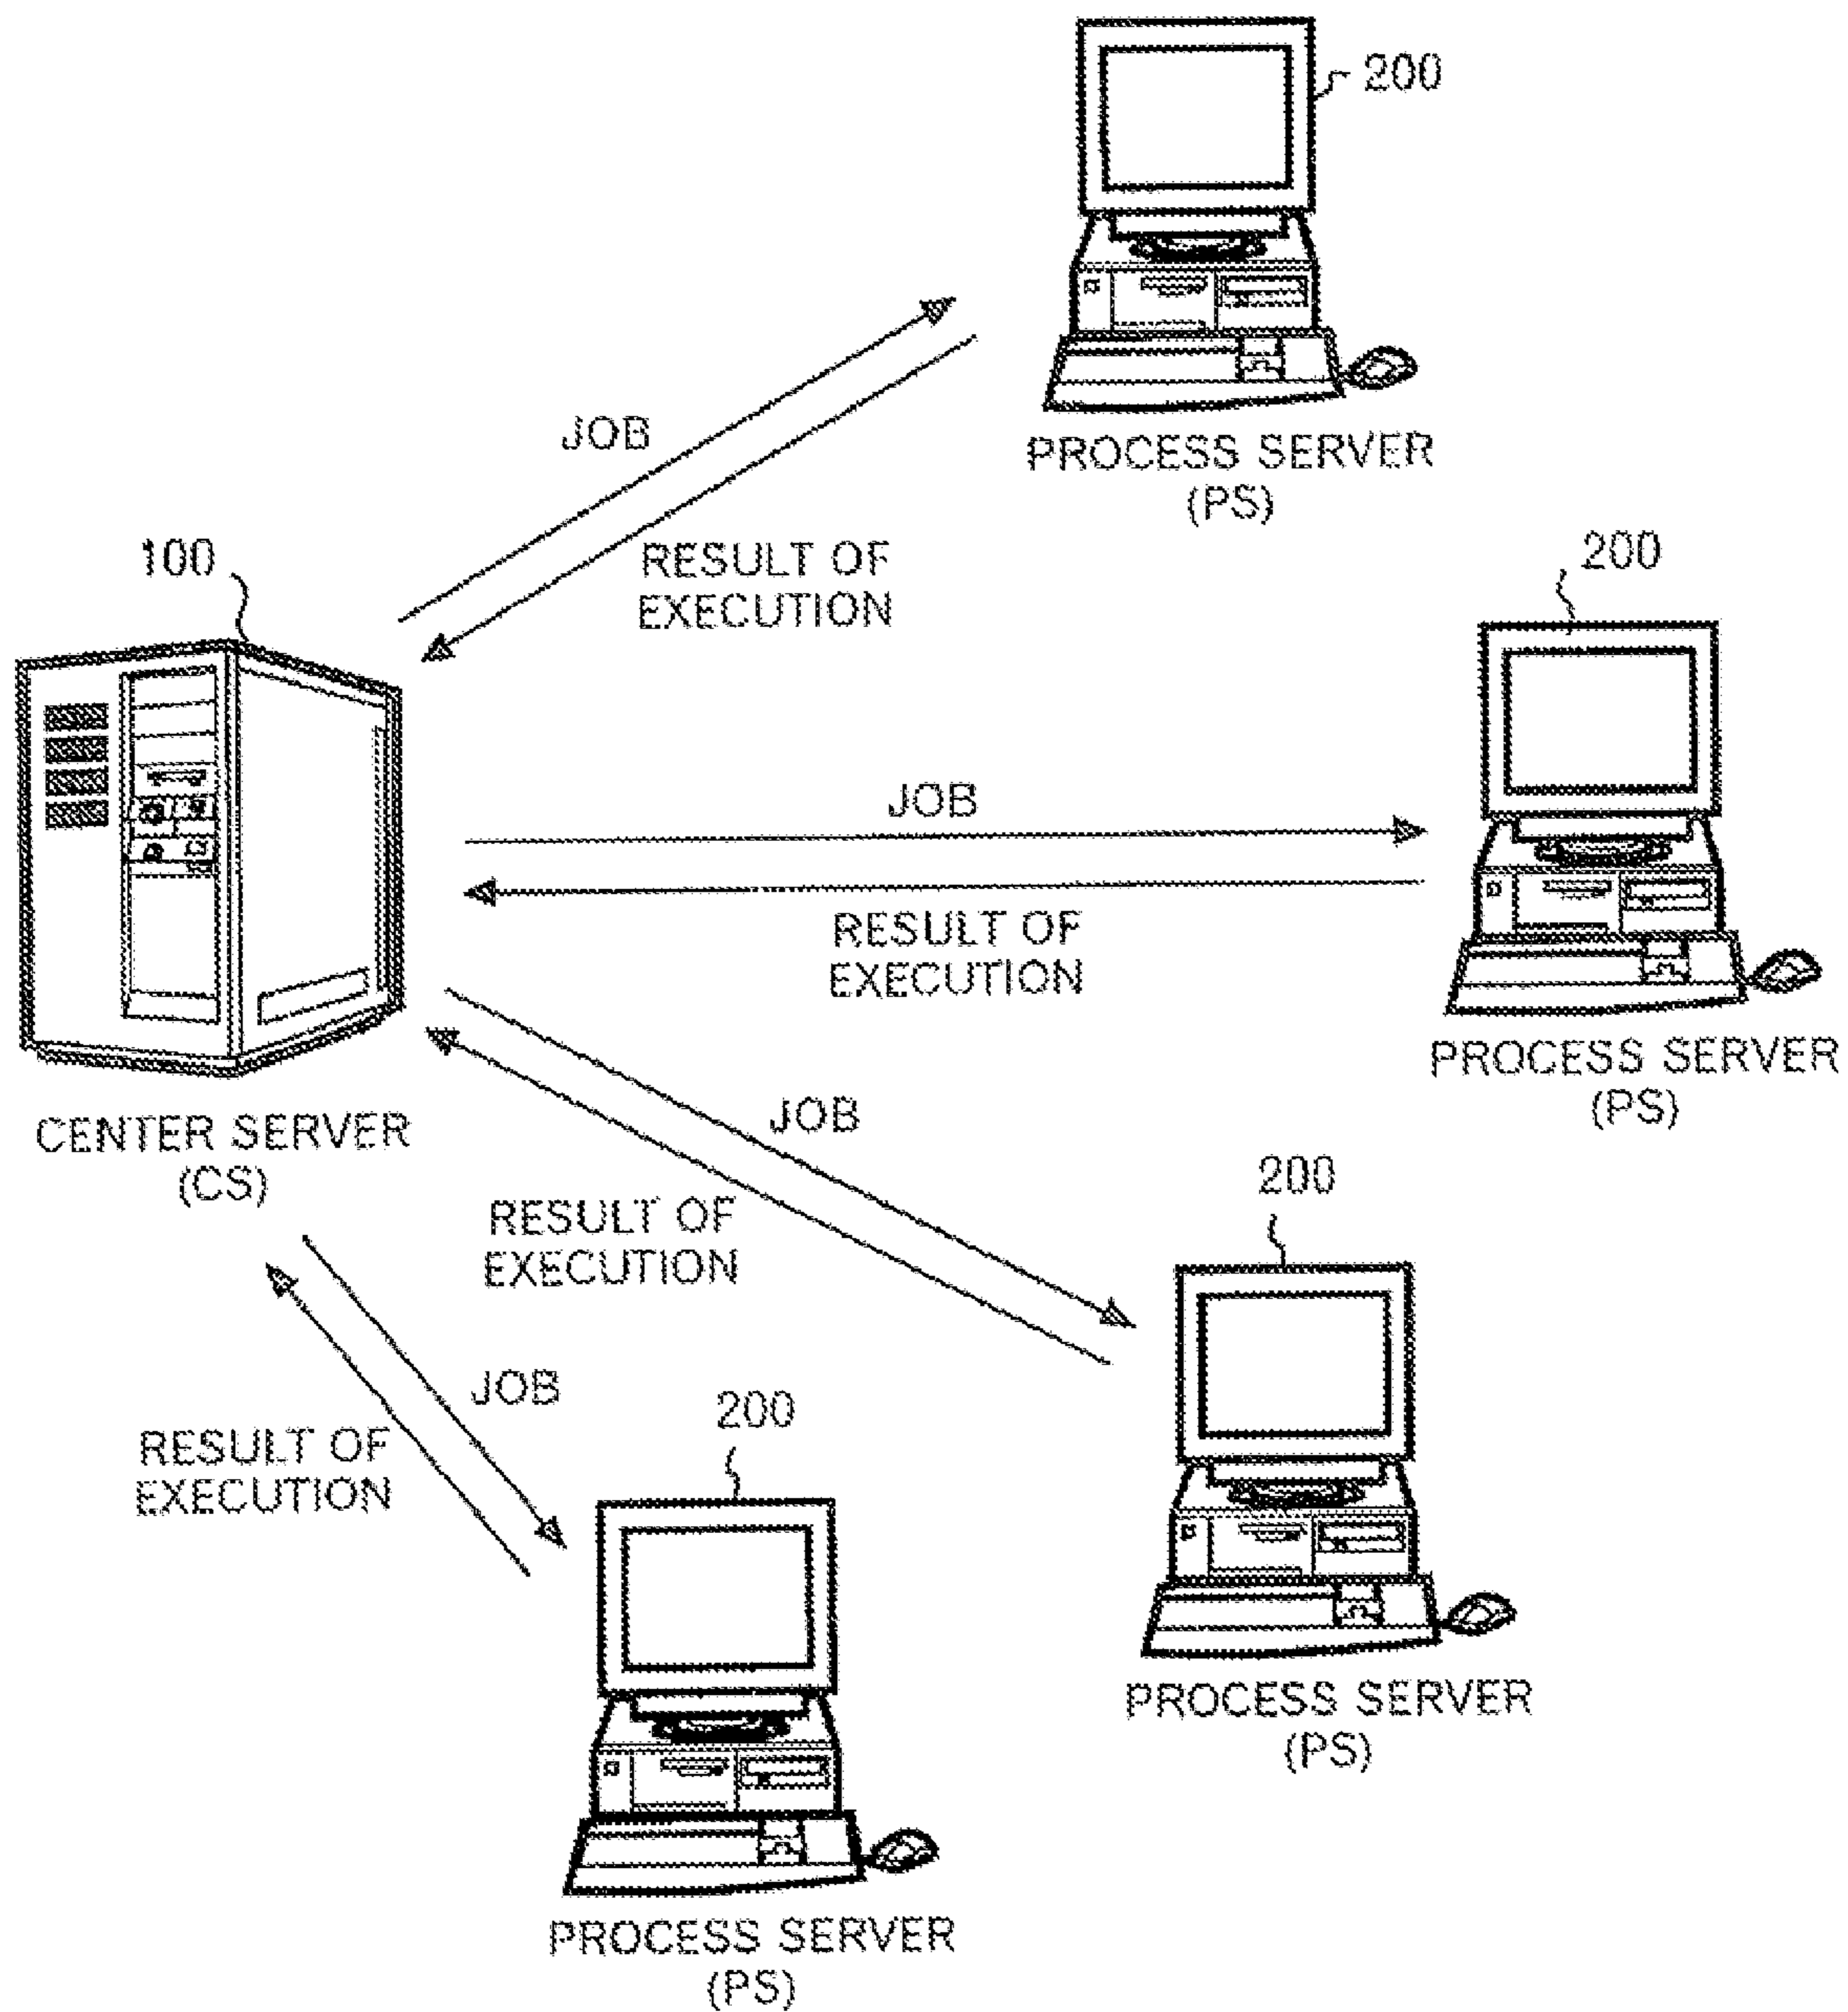 200
JOB
PROCESS SERVER
(PS)
RESULT OF
EXECUTION
100
200
JOB
RESULT OF
EXECUTION
PROCESS SERVER
(PS)
CENTER SERVER
(CS)
JOB
200
RESULT OF
EXECUTION
JOB
200
RESULT OF
EXECUTION
PROCESS SERVER
(PS)
PROCESS SERVER
(PS)